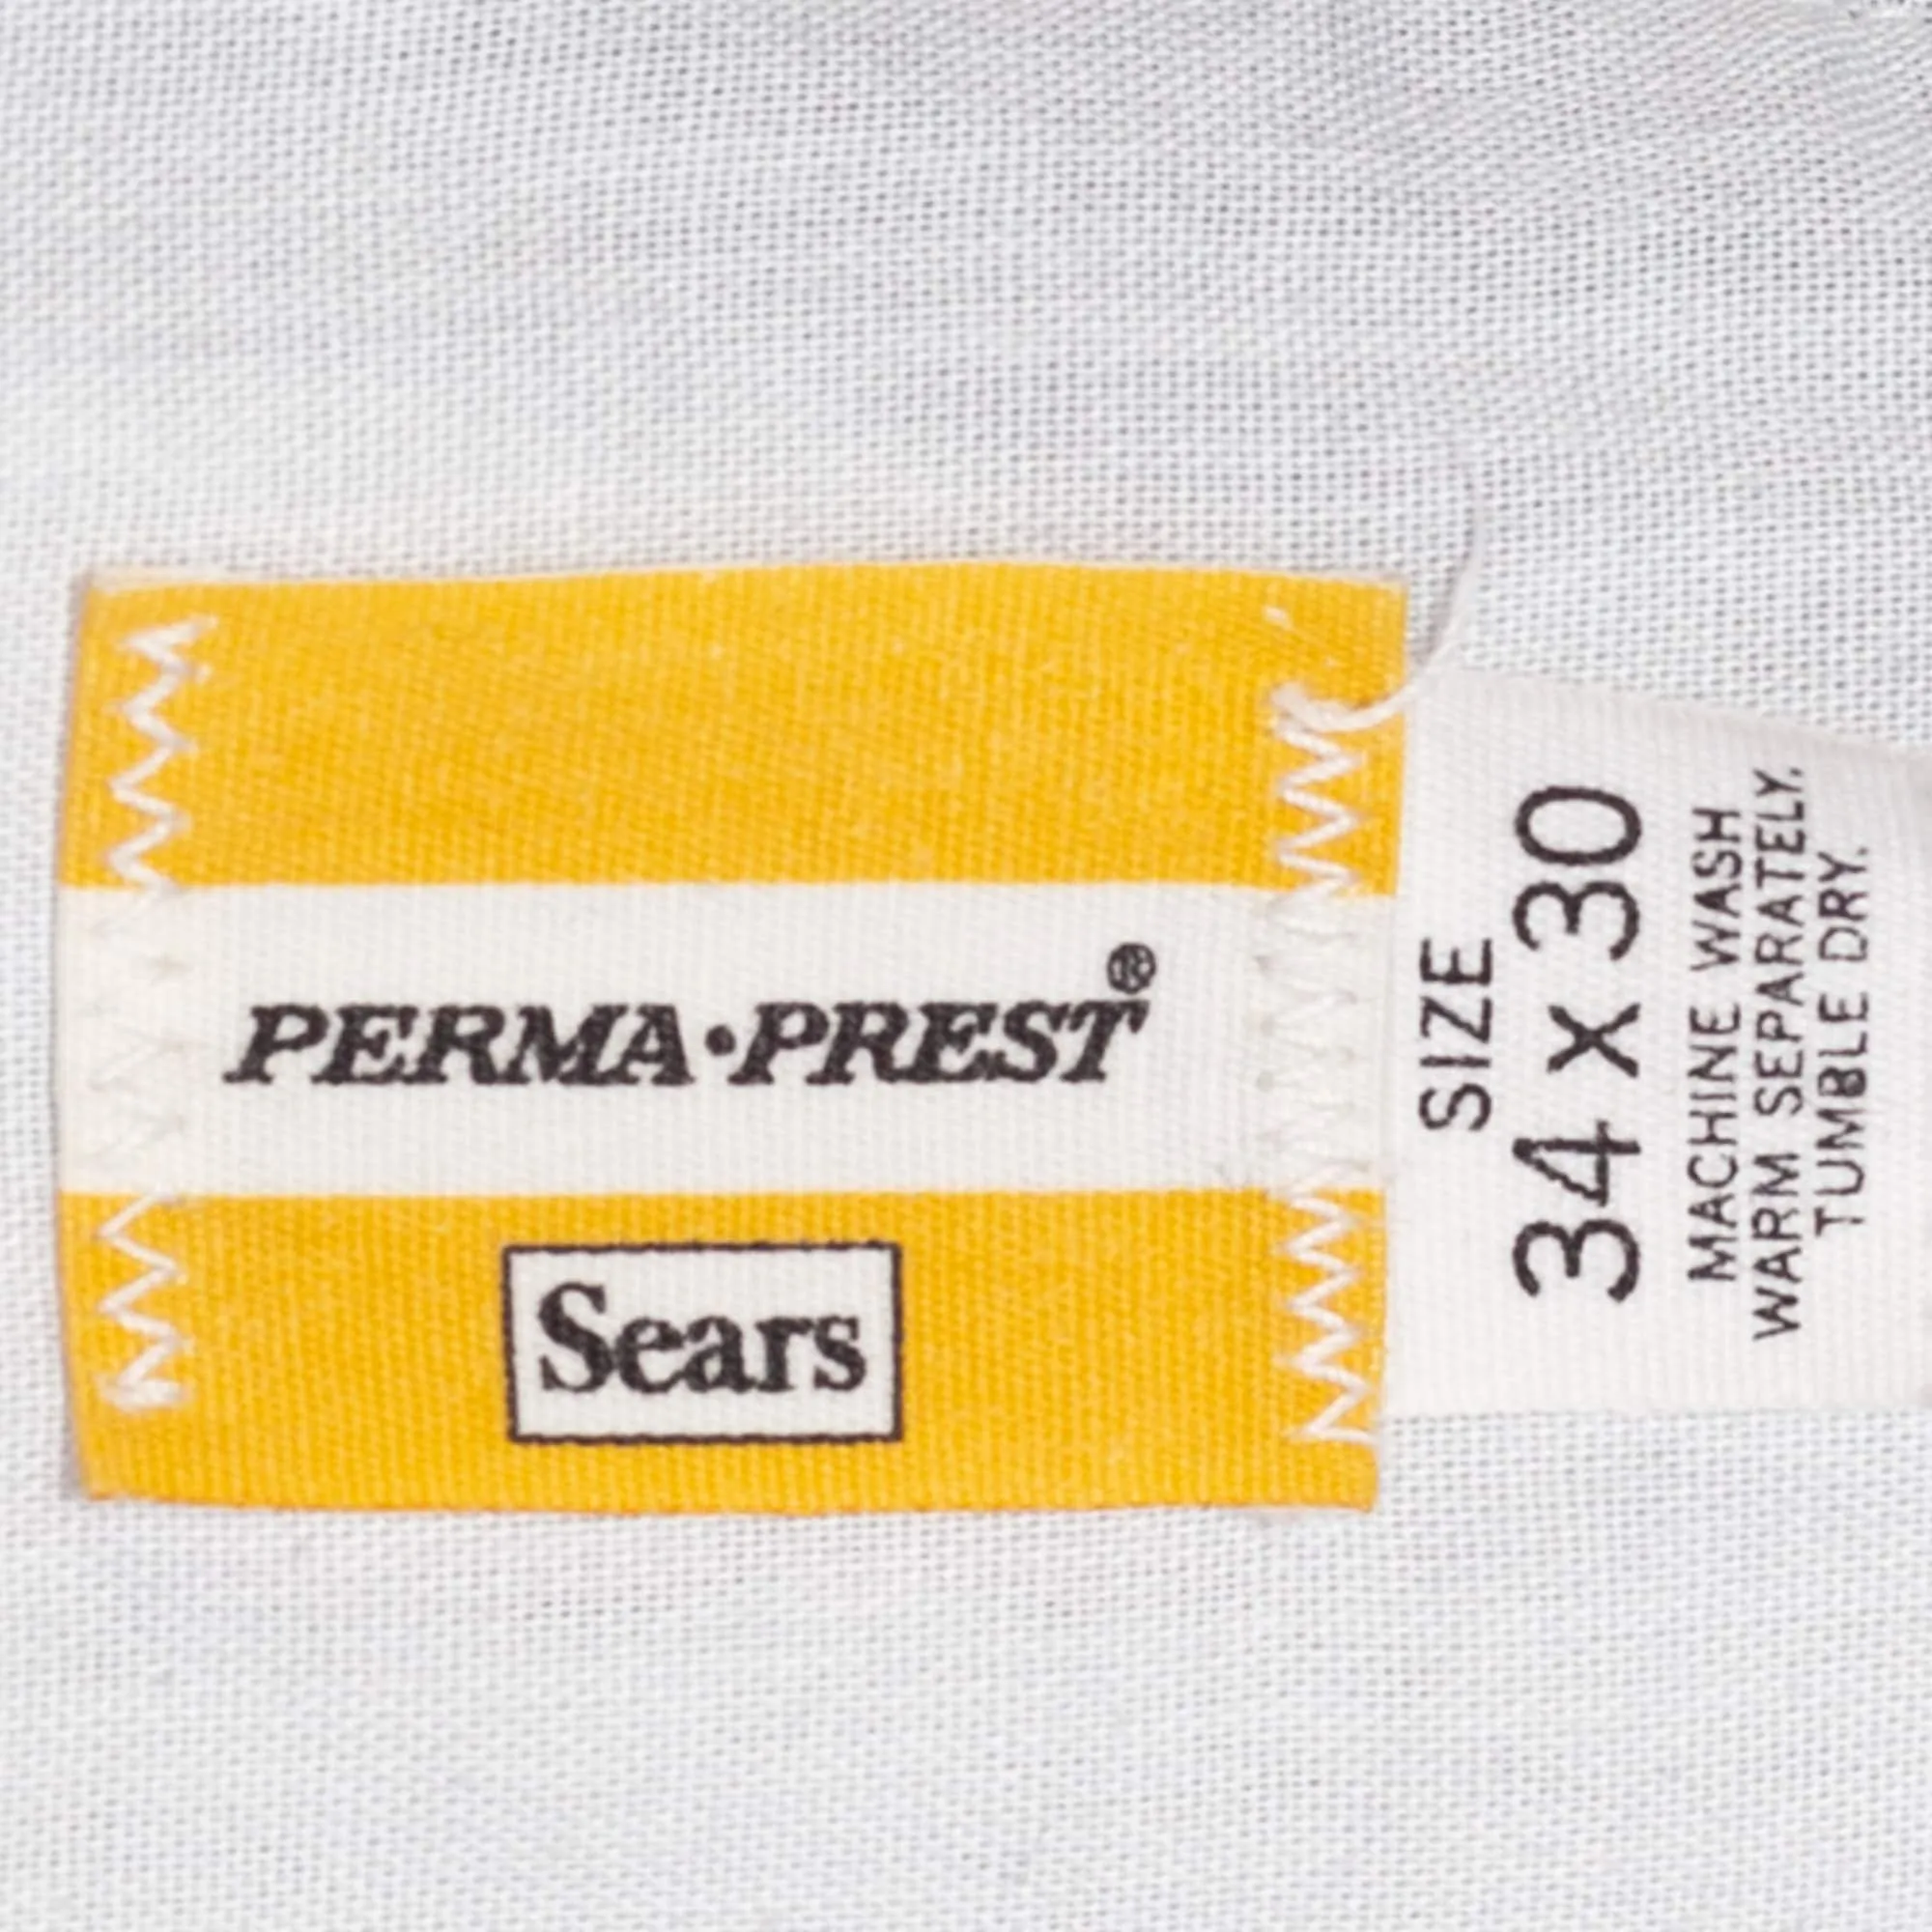 PERMA•PREST®
Sears
SIZE
34 x 30
MACHINE WASH
WARM SEPARATELY.
TUMBLE DRY.